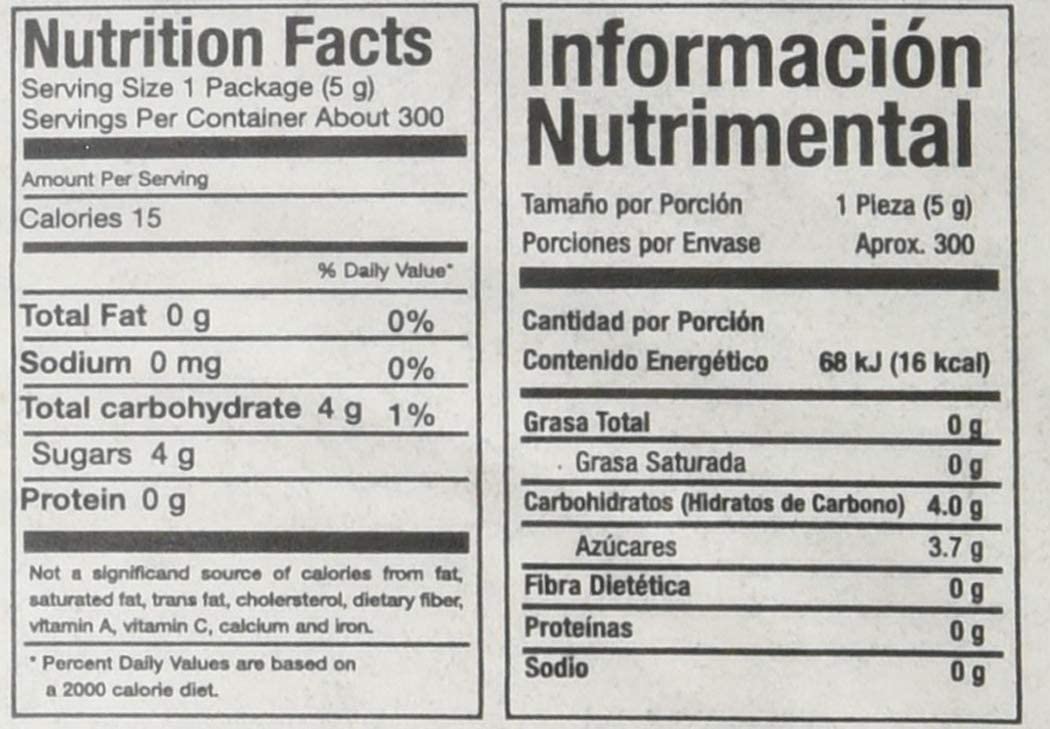 Nutrition Facts
Serving Size 1 Package (5 g)
Servings Per Container About 300
Amount Per Serving
Calories 15
% Daily Value*
Total Fat 0 g 0%
Sodium 0 mg 0%
Total carbohydrate 4 g 1%
Sugars 4 g
Protein 0 g
Not a significand source of calories from fat,
saturated fat, trans fat, cholersterol, dietary fiber,
vitamin A, vitamin C, calcium and iron.
* Percent Daily Values are based on
a 2000 calorie diet.
Información
Nutrimental
Tamaño por Porción 1 Pieza (5 g)
Porciones por Envase Aprox. 300
Cantidad por Porción
Contenido Energético 68 kJ (16 kcal)
Grasa Total 0 g
Grasa Saturada 0 g
Carbohidratos (Hidratos de Carbono) 4.0 g
Azúcares 3.7 g
Fibra Dietética 0 g
Proteínas 0 g
Sodio 0 g